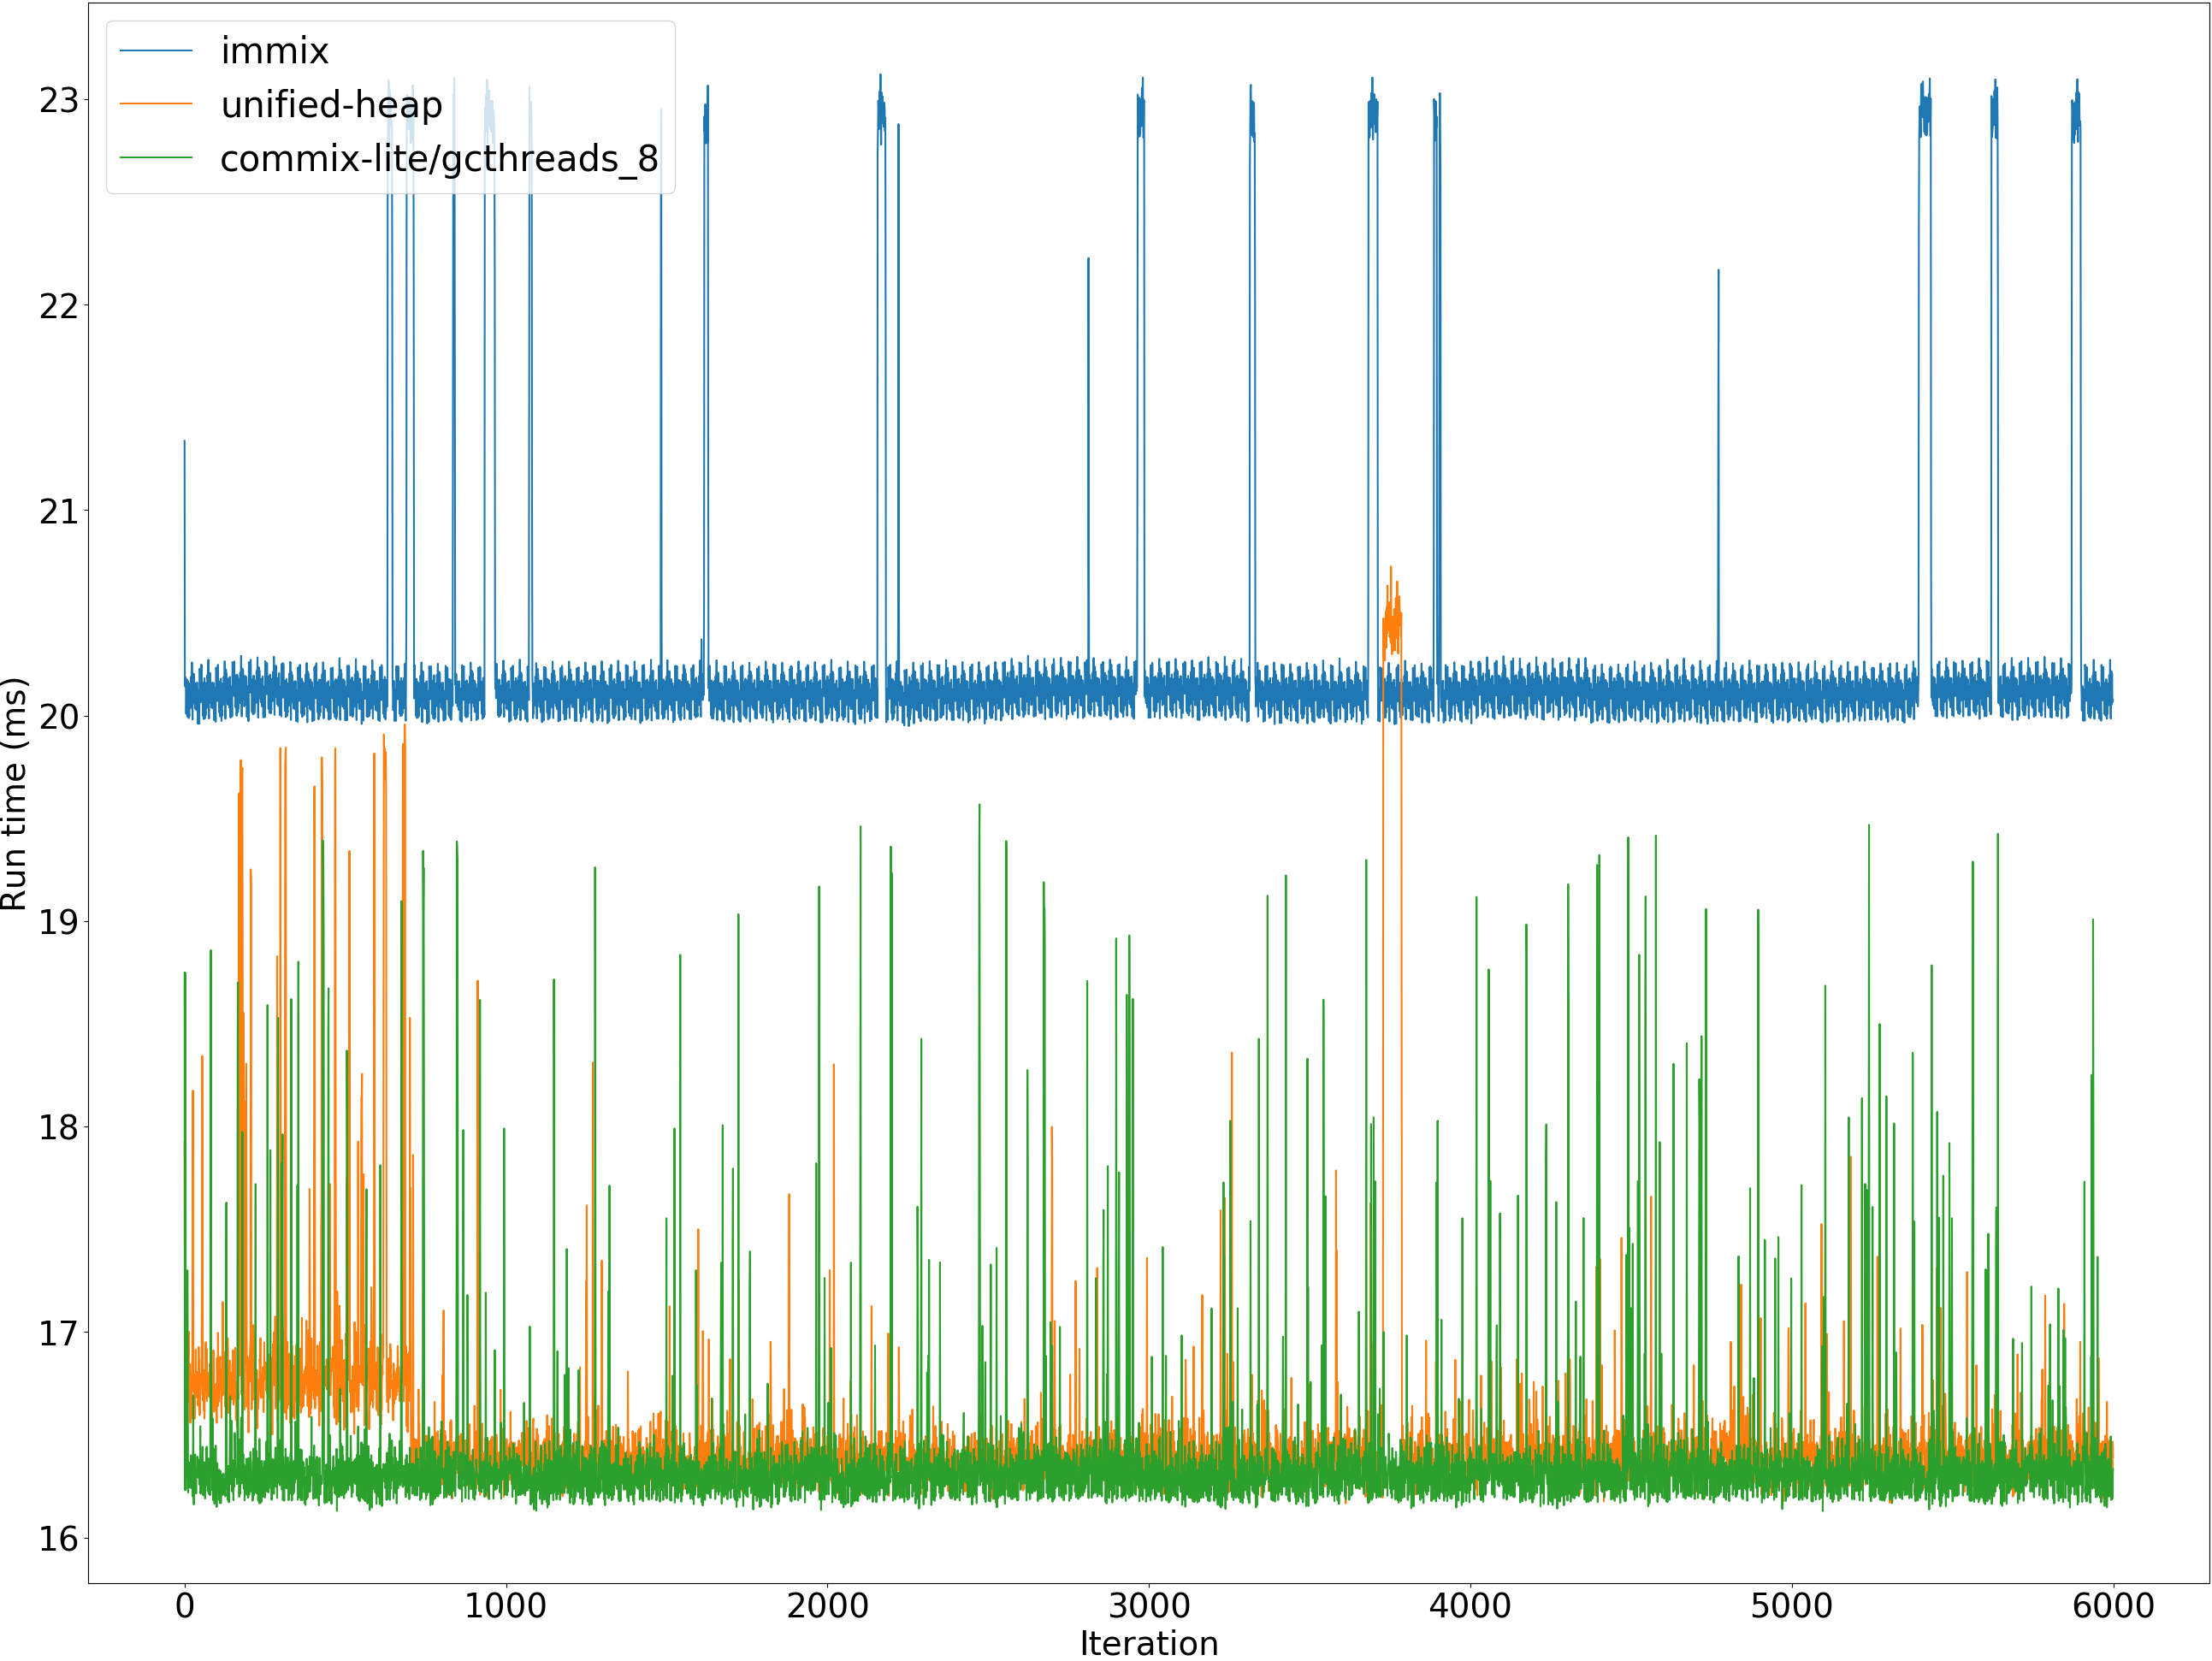 immix
unified-heap
commix-lite/gcthreads_8
23
22
21
20
19
18
17
16
Run time (ms)
0 1000 2000 3000 4000 5000 6000
Iteration